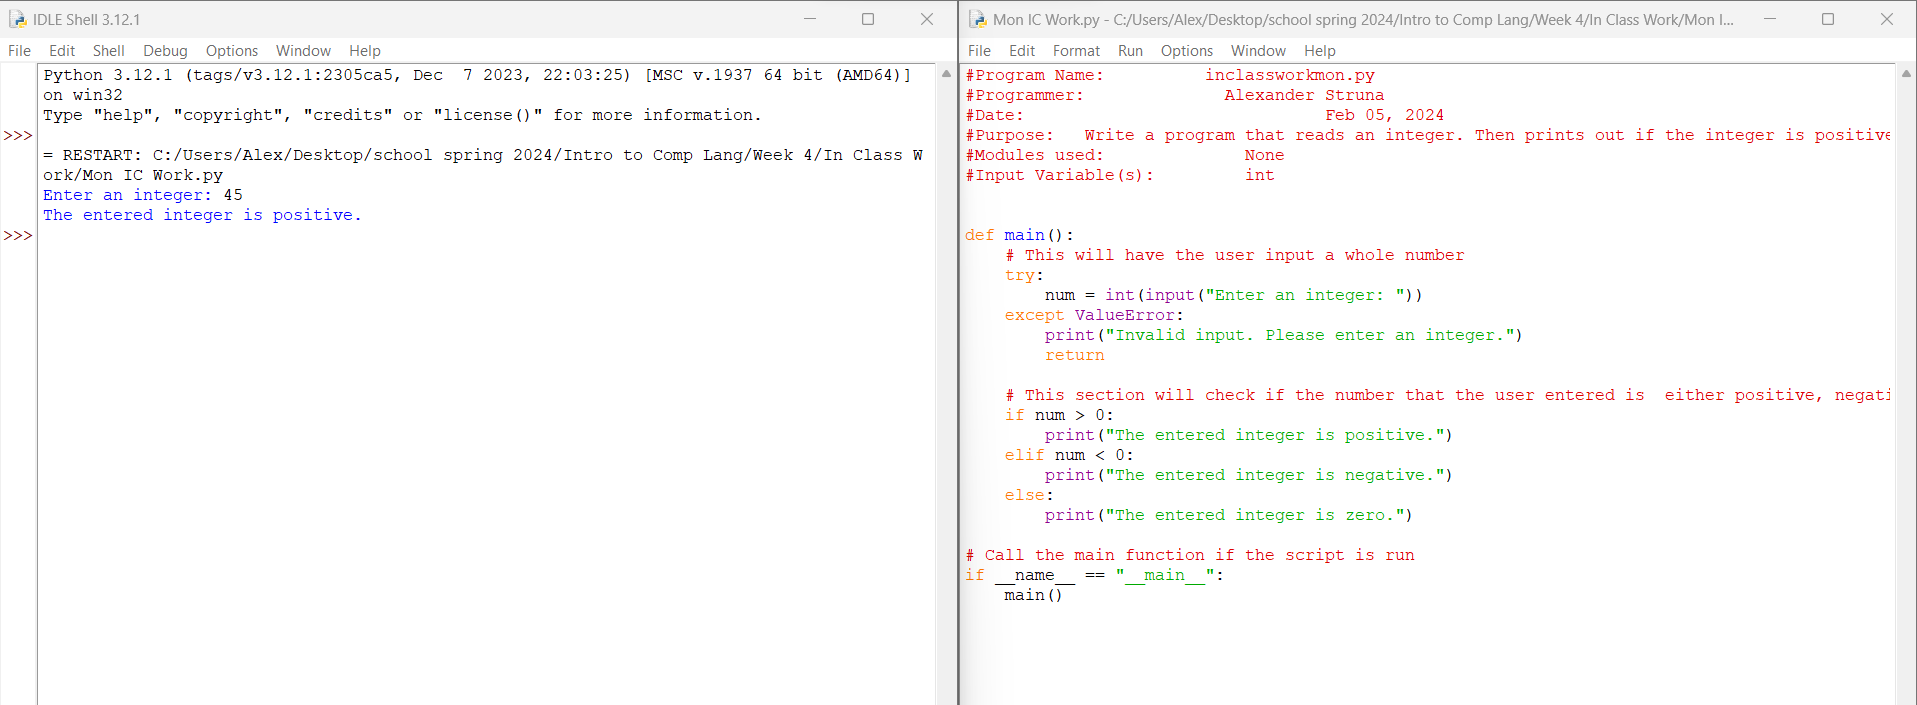 IDLE Shell 3.12.1
File Edit Shell Debug Options Window Help
Python 3.12.1 (tags/v3.12.1:2305ca5, Dec  7 2023, 22:03:25) [MSC v.1937 64 bit (AMD64)]
on win32
Type "help", "copyright", "credits" or "license()" for more information.
>>>
= RESTART: C:/Users/Alex/Desktop/school spring 2024/Intro to Comp Lang/Week 4/In Class W
ork/Mon IC Work.py
Enter an integer: 45
The entered integer is positive.
>>>
Mon IC Work.py - C:/Users/Alex/Desktop/school spring 2024/Intro to Comp Lang/Week 4/In Class Work/Mon I...
File Edit Format Run Options Window Help
#Program Name:          inclassworkmon.py
#Programmer:              Alexander Struna
#Date:                              Feb 05, 2024
#Purpose:   Write a program that reads an integer. Then prints out if the integer is positive
#Modules used:              None
#Input Variable(s):         int
def main():
    # This will have the user input a whole number
    try:
        num = int(input("Enter an integer: "))
    except ValueError:
        print("Invalid input. Please enter an integer.")
        return
    # This section will check if the number that the user entered is  either positive, negati
    if num > 0:
        print("The entered integer is positive.")
    elif num < 0:
        print("The entered integer is negative.")
    else:
        print("The entered integer is zero.")
# Call the main function if the script is run
if __name__ == "__main__":
    main()